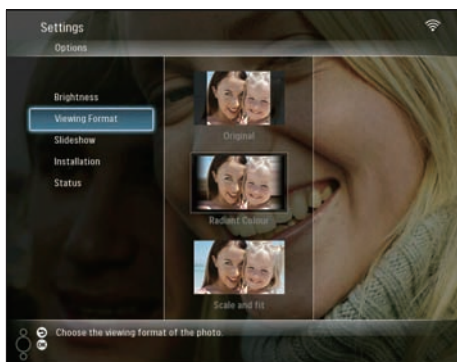 Settings
Options
Brightness
Viewing Format
Slideshow
Installation
Status
Original
Radiant Colour
Scale and fit
OK
Choose the viewing format of the photo.